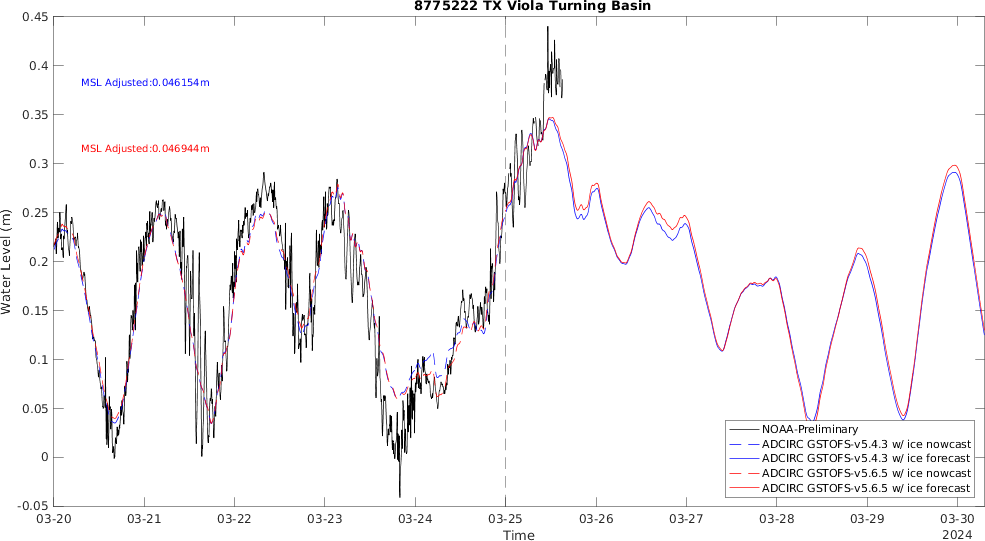 8775222 TX Viola Turning Basin
0.45
0.4
0.35
0.3
0.25
0.2
0.15
0.1
0.05
0
-0.05
Water Level (m)
MSL Adjusted:0.046154m
MSL Adjusted:0.046944m
NOAA-Preliminary
ADCIRC GSTOFS-v5.4.3 w/ ice nowcast
ADCIRC GSTOFS-v5.4.3 w/ ice forecast
ADCIRC GSTOFS-v5.6.5 w/ ice nowcast
ADCIRC GSTOFS-v5.6.5 w/ ice forecast
03-20 03-21 03-22 03-23 03-24 03-25 03-26 03-27 03-28 03-29 03-30
Time
2024